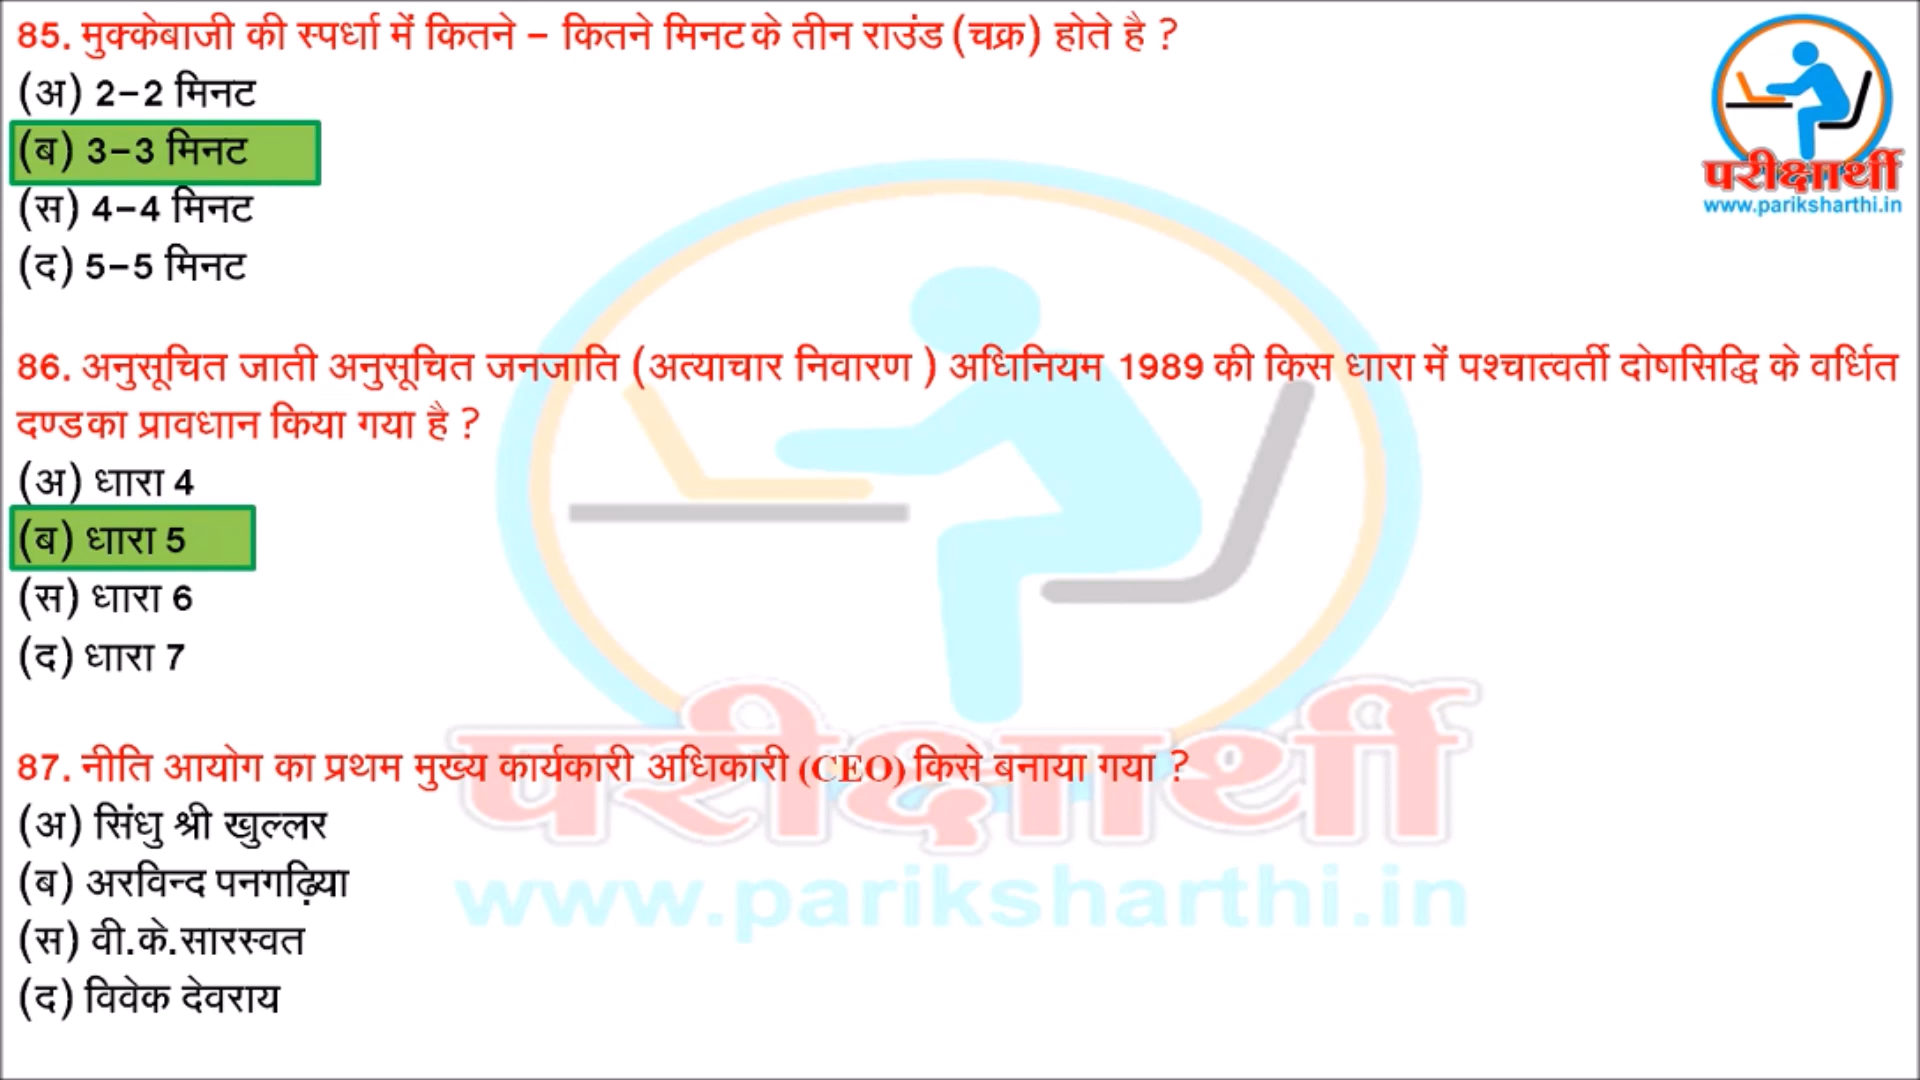 85. मुक्केबाजी की स्पर्धा में कितने – कितने मिनट के तीन राउंड (चक्र) होते है ?
(अ) 2–2 मिनट
(ब) 3–3 मिनट
(स) 4–4 मिनट
(द) 5–5 मिनट
परीक्षार्थी
www.pariksharthi.in
86. अनुसूचित जाती अनुसूचित जनजाति (अत्याचार निवारण ) अधिनियम 1989 की किस धारा में पश्चात्वर्ती दोषसिद्धि के वर्धित
दण्ड का प्रावधान किया गया है ?
(अ) धारा 4
(ब) धारा 5
(स) धारा 6
(द) धारा 7
87. नीति आयोग का प्रथम मुख्य कार्यकारी अधिकारी (CEO) किसे बनाया गया ?
(अ) सिंधु श्री खुल्लर
(ब) अरविन्द पनगढ़िया
(स) वी.के.सारस्वत
(द) विवेक देवराय
परीक्षार्थी
www.pariksharthi.in